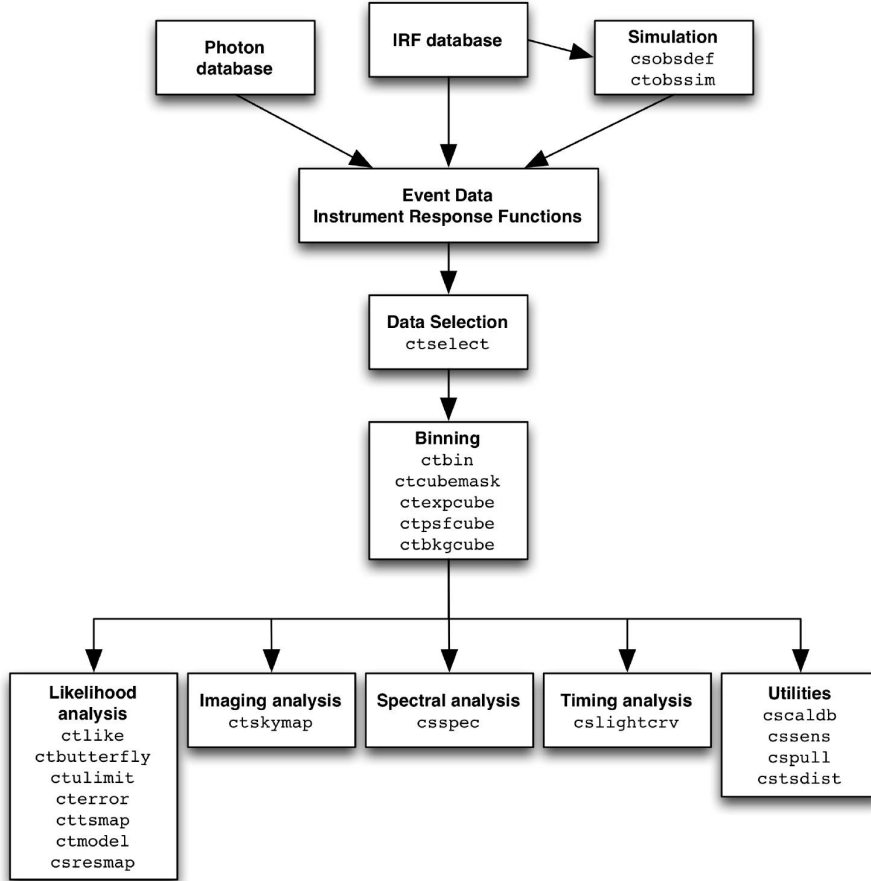 Photon
database
IRF database
Simulation
csobsdef
ctobssim
Event Data
Instrument Response Functions
Data Selection
ctselect
Binning
ctbin
ctcubemask
ctexpcube
ctpsfcube
ctbkgcube
Likelihood
analysis
ctlike
ctbutterfly
ctulimit
cterror
cttsmap
ctmodel
csresmap
Imaging analysis
ctskymap
Spectral analysis
csspec
Timing analysis
cslightcrv
Utilities
cscaldb
cssens
cspull
cstsdist